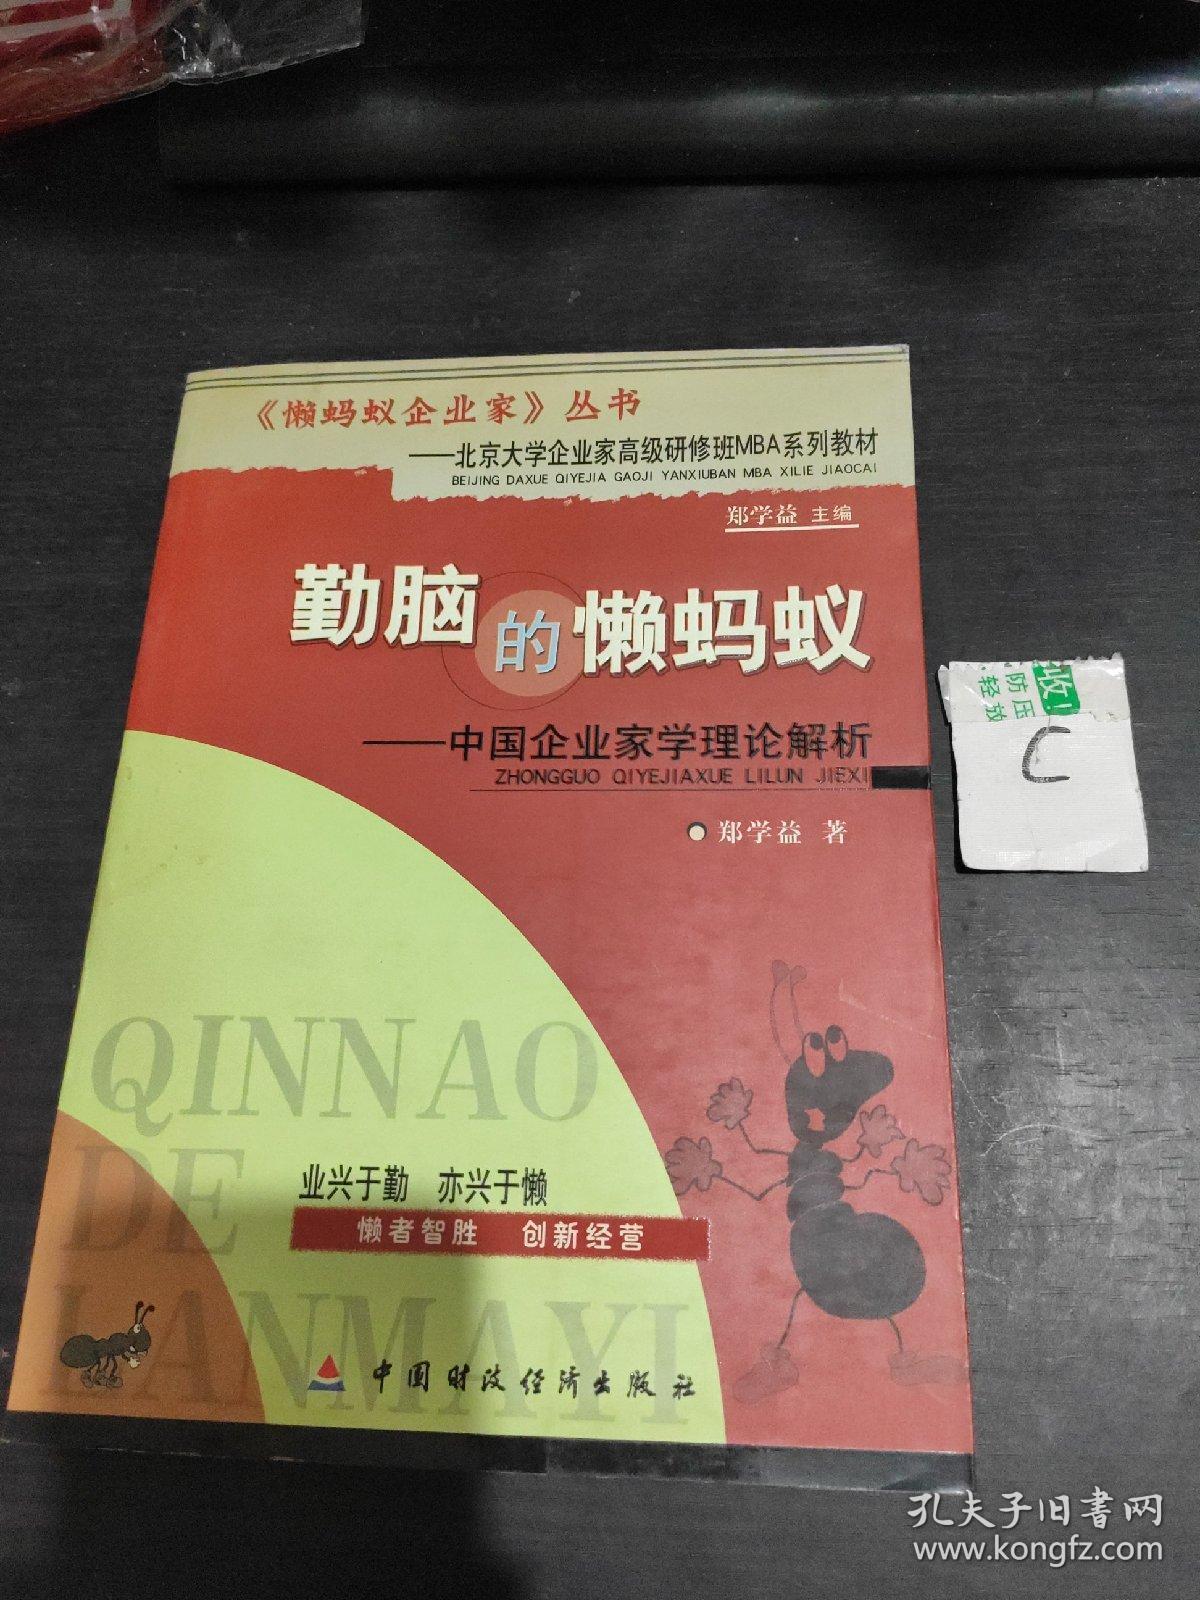 《懒蚂蚁企业家》丛书
——北京大学企业家高级研修班MBA系列教材
BEIJING DAXUE QIYEJIA GAOJI YANXIUBAN MBA XILIE JIAOCAI
郑学益 主编
勤脑的懒蚂蚁
——中国企业家学理论解析
ZHONGGUO QIYEJIAXUE LILUN JIEXI
郑学益 著
收!
防压
轻放
C
QINNAO
DE
LANMAYI
业兴于勤 亦兴于懒
懒者智胜 创新经营
中国财政经济出版社
孔夫子旧书网
www.kongfz.com